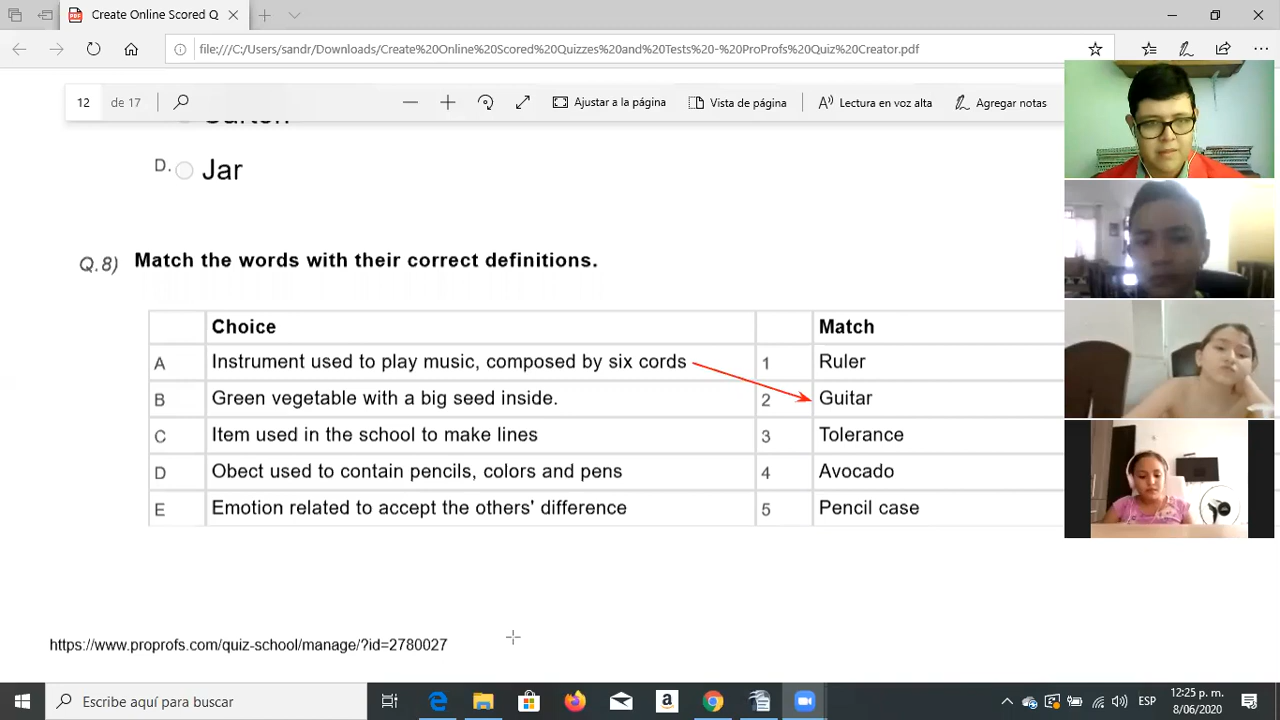 Create Online Scored Q
file:///C:/Users/sandr/Downloads/Create%20Online%20Scored%20Quizzes%20and%20Tests%20-%20ProProfs%20Quiz%20Creator.pdf
12 de 17 Ajustar a la página Vista de página Lectura en voz alta Agregar notas
D. Jar
Q.8) Match the words with their correct definitions.
Choice Match
A Instrument used to play music, composed by six cords 1 Ruler
B Green vegetable with a big seed inside. 2 Guitar
C Item used in the school to make lines 3 Tolerance
D Obect used to contain pencils, colors and pens 4 Avocado
E Emotion related to accept the others' difference 5 Pencil case
https://www.proprofs.com/quiz-school/manage/?id=2780027
Escribe aquí para buscar ESP 12:25 p. m.
8/06/2020